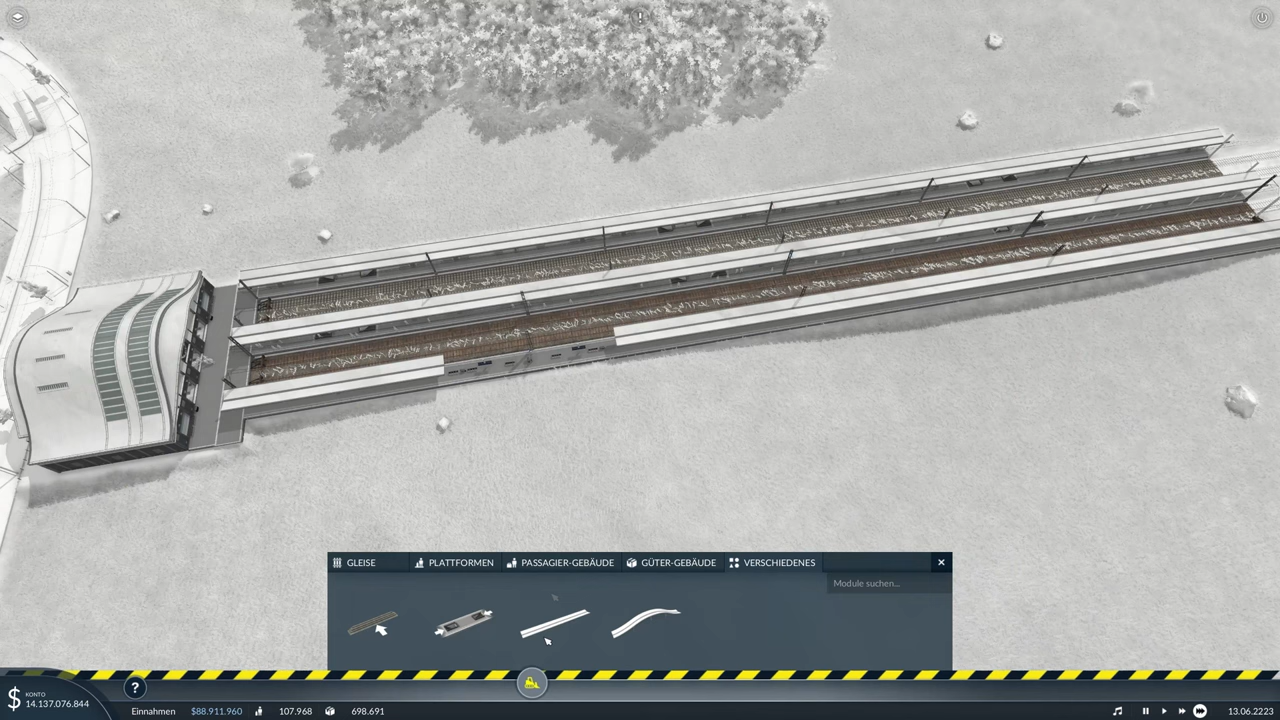 GLEISE PLATTFORMEN PASSAGIER-GEBÄUDE GÜTER-GEBÄUDE VERSCHIEDENES
Module suchen...
?
$ KONTO
14.137.076.844
Einnahmen $88.911.960 107.968 698.691 13.06.2223